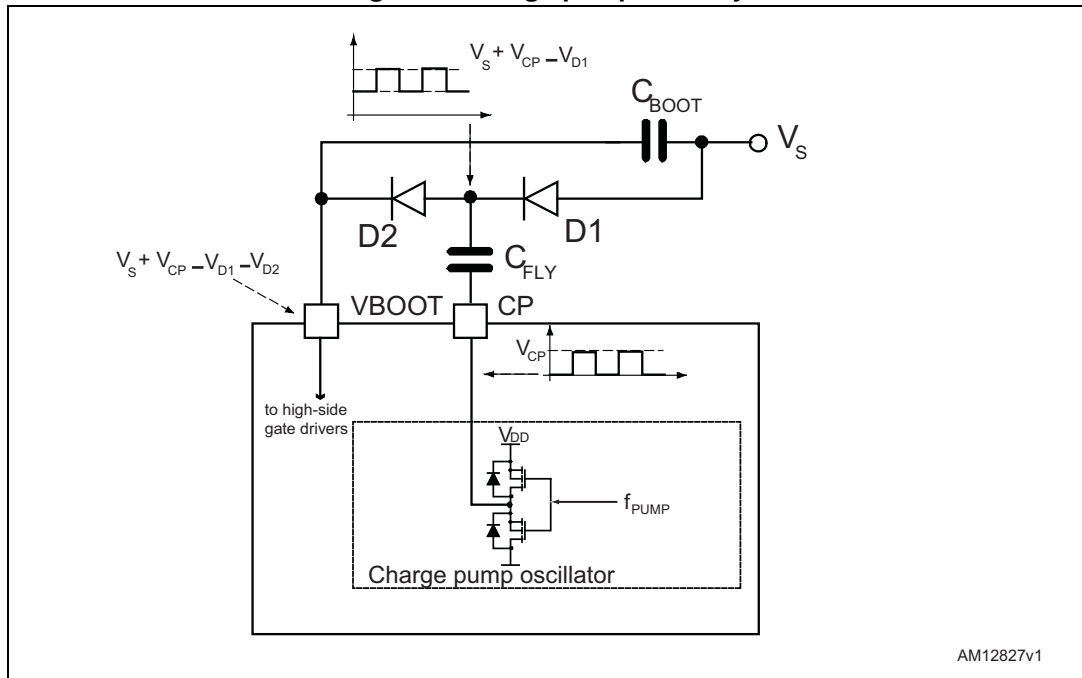 V_S + V_CP – V_D1
C_BOOT
V_S
D2
D1
C_FLY
V_S + V_CP – V_D1 – V_D2
VBOOT
CP
V_CP
to high-side
gate drivers
V_DD
f_PUMP
Charge pump oscillator
AM12827v1